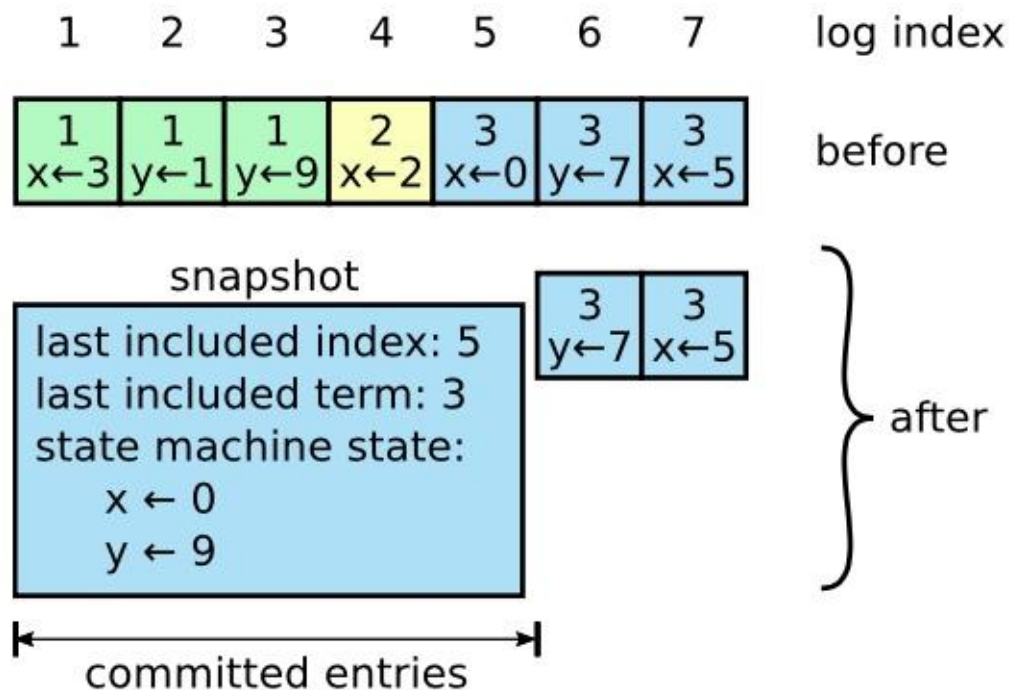 1 2 3 4 5 6 7 log index
1 1 1 2 3 3 3
x←3 y←1 y←9 x←2 x←0 y←7 x←5
before
snapshot
3 3
y←7 x←5
last included index: 5
last included term: 3
state machine state:
x ← 0
y ← 9
after
committed entries